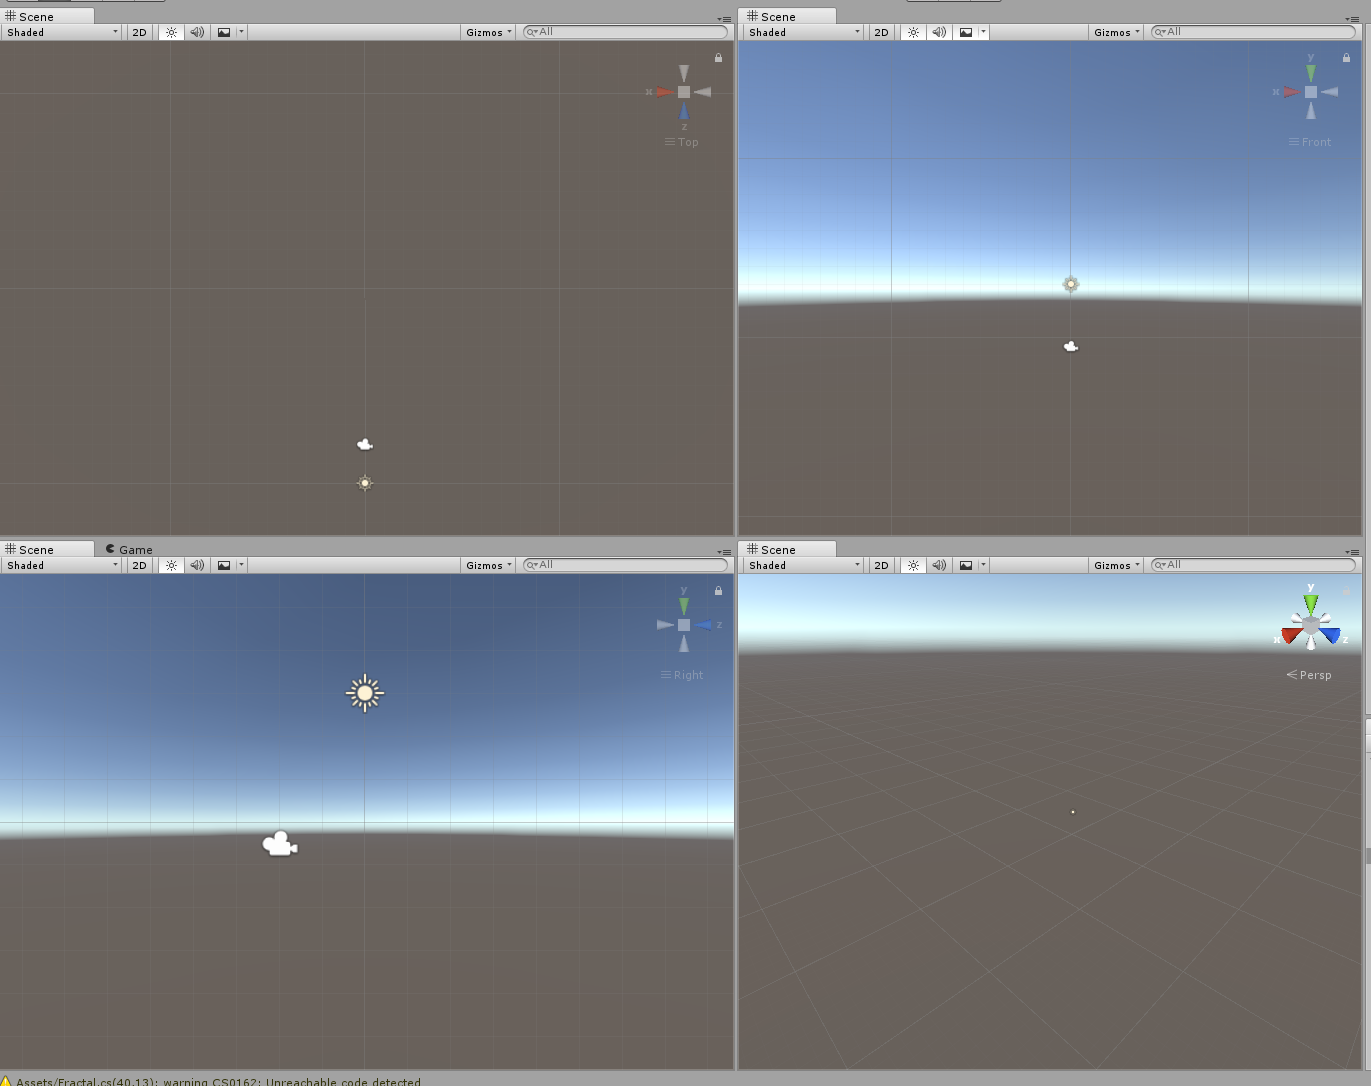 Scene
Shaded 2D Gizmos All
x
z
Top
Scene
Shaded 2D Gizmos All
y
x
Front
Scene Game
Shaded 2D Gizmos All
y
z
Right
Scene
Shaded 2D Gizmos All
y
x z
Persp
Assets/Fractal.cs(40,13): warning CS0162: Unreachable code detected